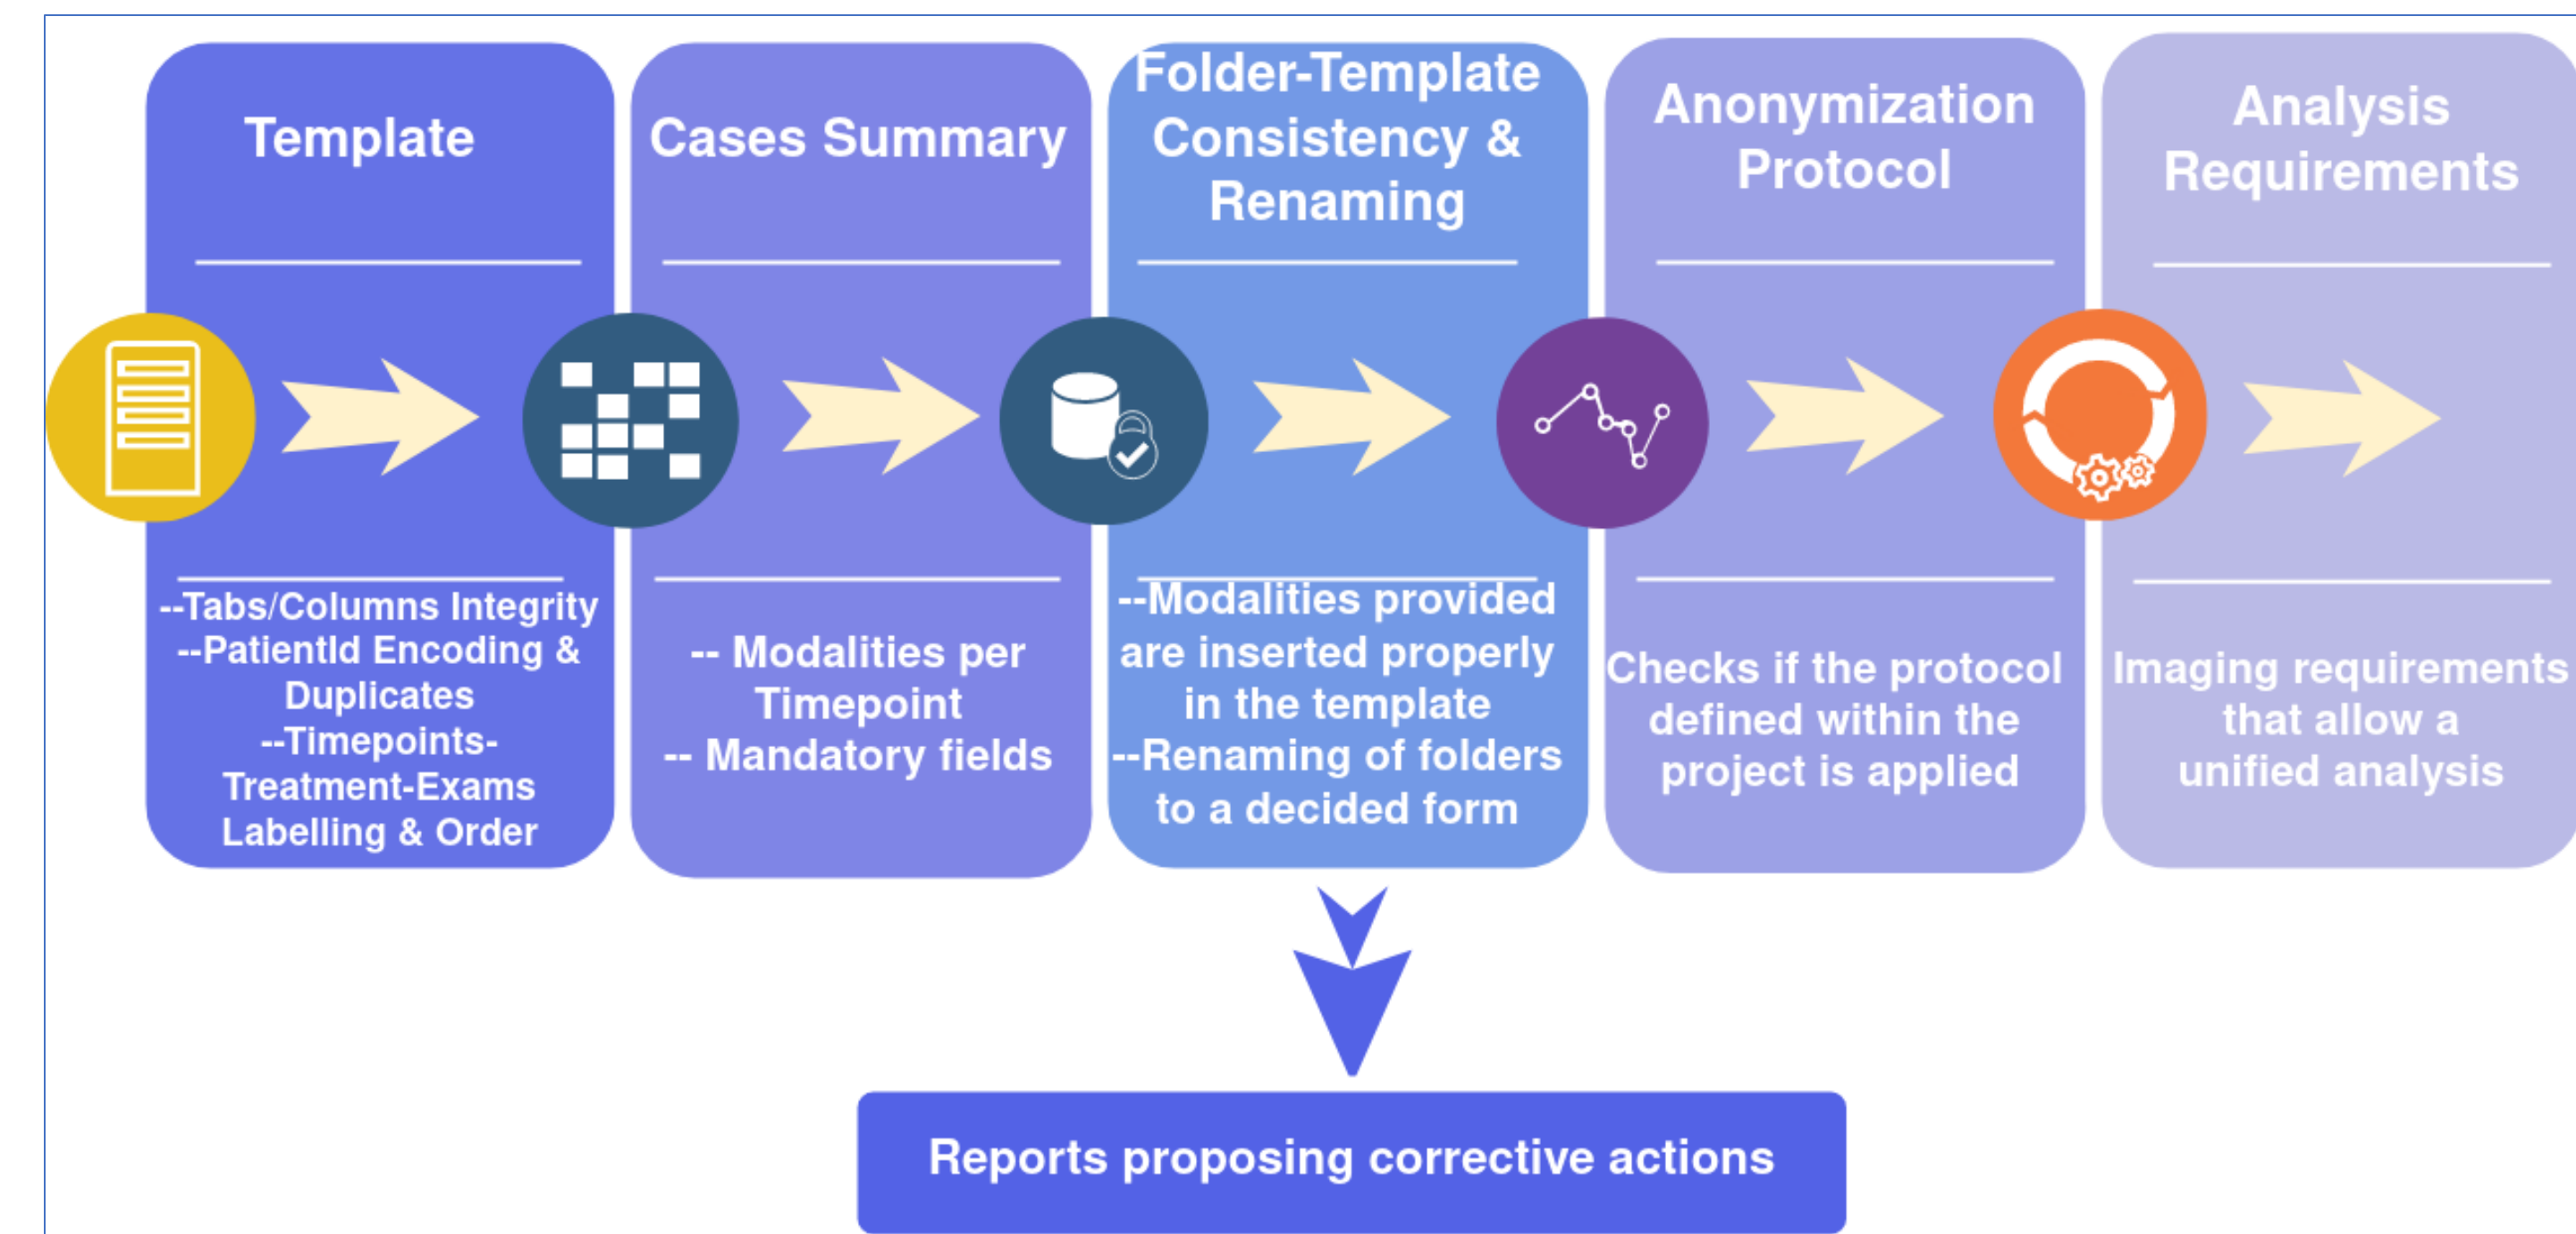 Template
--Tabs/Columns Integrity
--PatientId Encoding &
Duplicates
--Timepoints-
Treatment-Exams
Labelling & Order
Cases Summary
-- Modalities per
Timepoint
-- Mandatory fields
Folder-Template
Consistency &
Renaming
--Modalities provided
are inserted properly
in the template
--Renaming of folders
to a decided form
Anonymization
Protocol
Checks if the protocol
defined within the
project is applied
Analysis
Requirements
Imaging requirements
that allow a
unified analysis
Reports proposing corrective actions